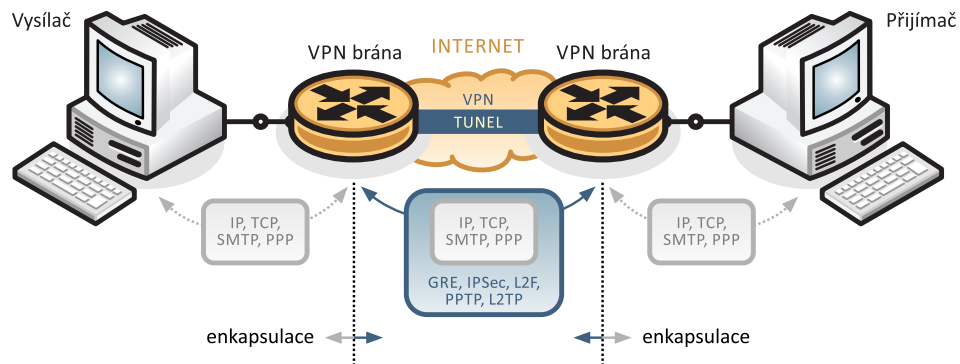 Vysílač
Přijímač
VPN brána
INTERNET
VPN brána
VPN
TUNEL
IP, TCP,
SMTP, PPP
IP, TCP,
SMTP, PPP
IP, TCP,
SMTP, PPP
GRE, IPSec, L2F,
PPTP, L2TP
enkapsulace
enkapsulace